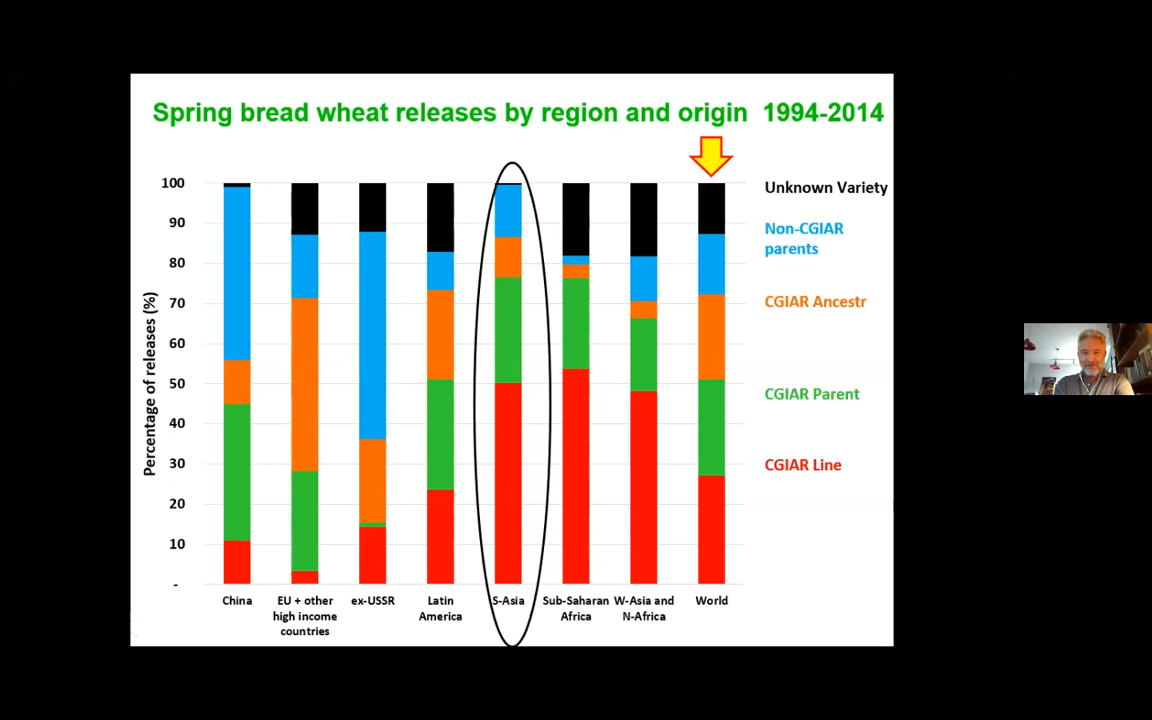 Spring bread wheat releases by region and origin 1994-2014
Percentage of releases (%)
100
90
80
70
60
50
40
30
20
10
-
China
EU + other
high income
countries
ex-USSR
Latin
America
S-Asia
Sub-Saharan
Africa
W-Asia and
N-Africa
World
Unknown Variety
Non-CGIAR
parents
CGIAR Ancestr
CGIAR Parent
CGIAR Line